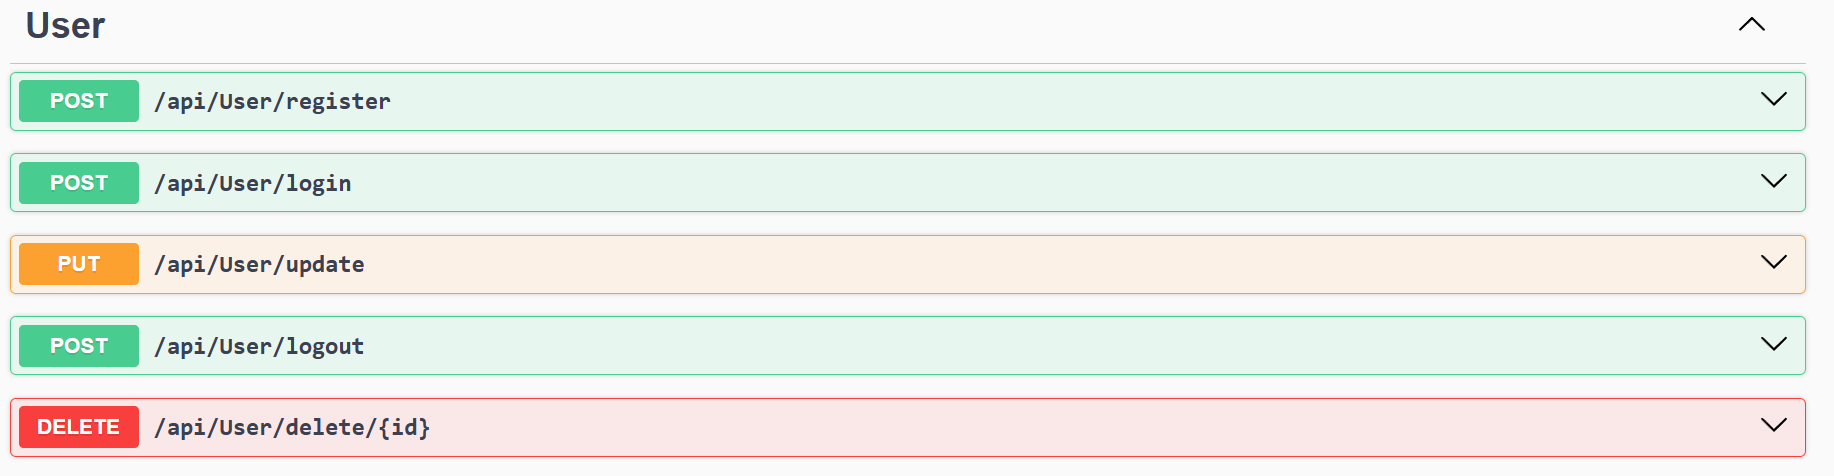 User
POST /api/User/register
POST /api/User/login
PUT /api/User/update
POST /api/User/logout
DELETE /api/User/delete/{id}